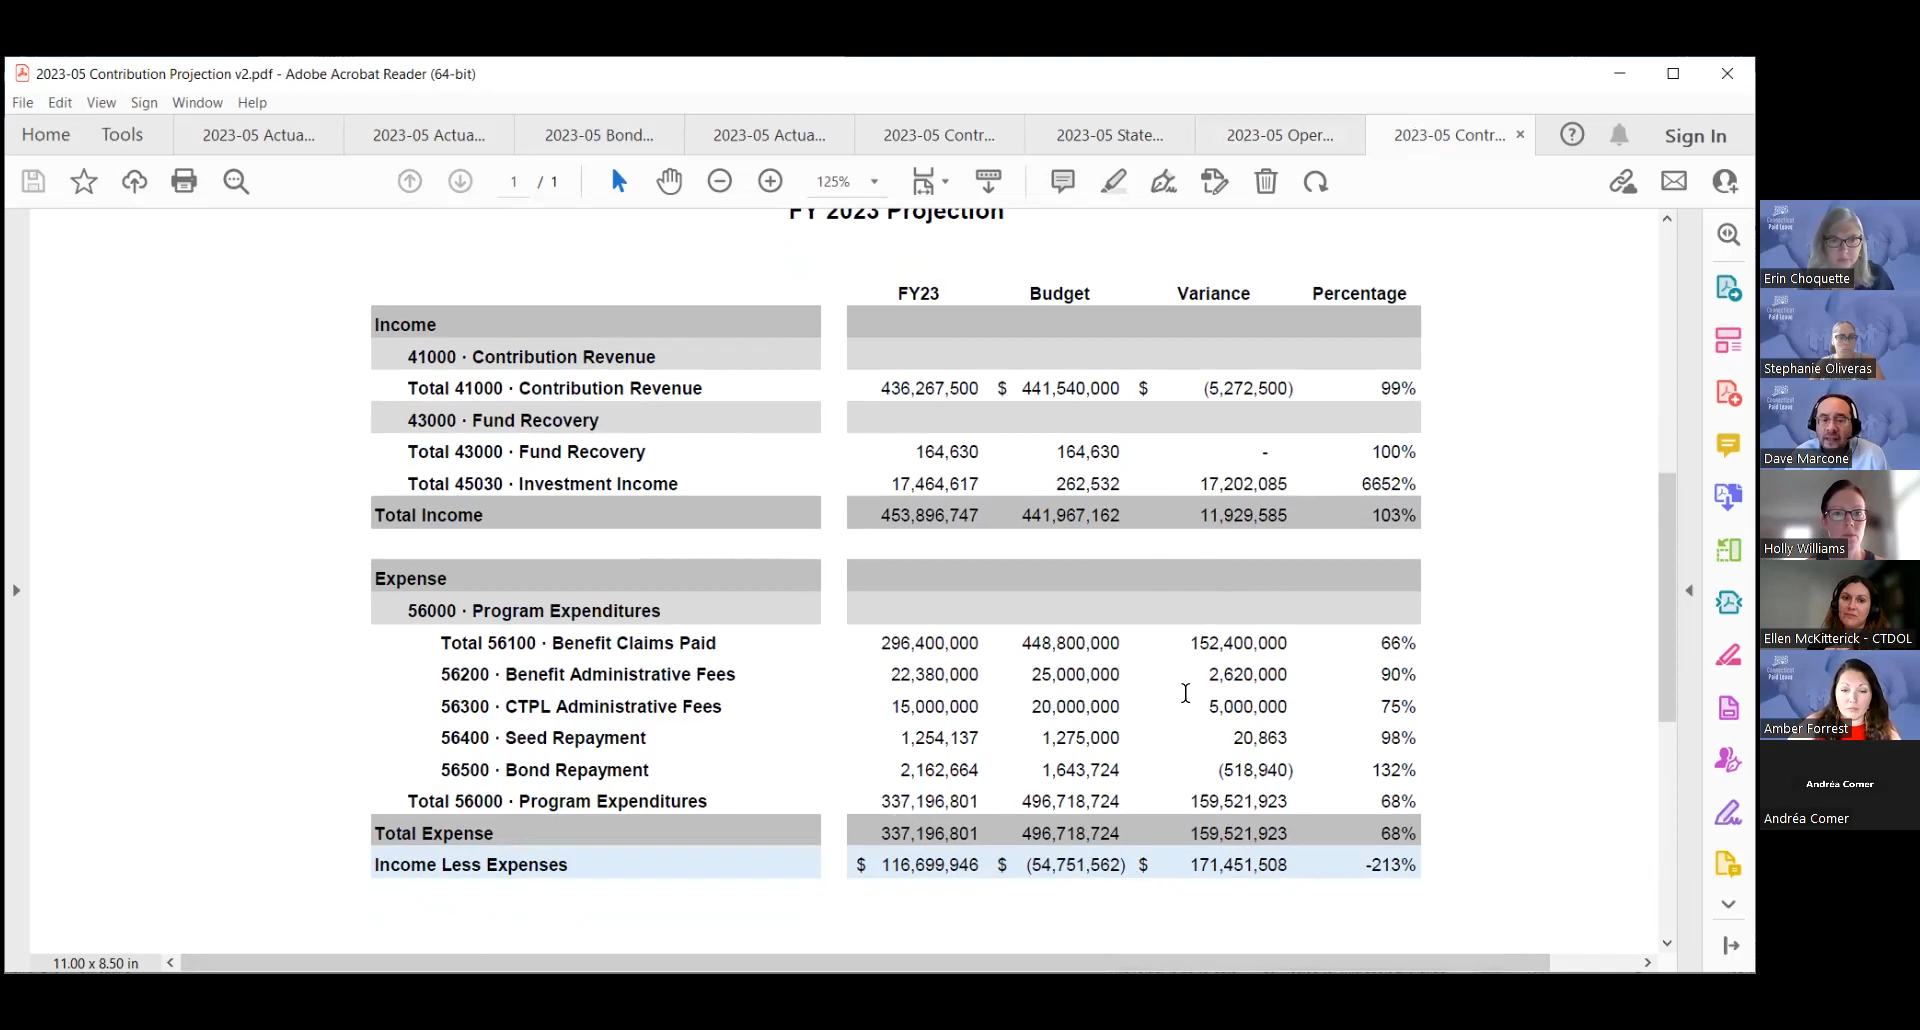 2023-05 Contribution Projection v2.pdf - Adobe Acrobat Reader (64-bit)
File Edit View Sign Window Help
Home Tools 2023-05 Actua... 2023-05 Actua... 2023-05 Bond... 2023-05 Actua... 2023-05 Contr... 2023-05 State... 2023-05 Oper... 2023-05 Contr... × Sign In
1 / 1 125%
FY 2023 Projection
FY23 Budget Variance Percentage
Income
41000 · Contribution Revenue
Total 41000 · Contribution Revenue 436,267,500 $ 441,540,000 $ (5,272,500) 99%
43000 · Fund Recovery
Total 43000 · Fund Recovery 164,630 164,630 - 100%
Total 45030 · Investment Income 17,464,617 262,532 17,202,085 6652%
Total Income 453,896,747 441,967,162 11,929,585 103%
Expense
56000 · Program Expenditures
Total 56100 · Benefit Claims Paid 296,400,000 448,800,000 152,400,000 66%
56200 · Benefit Administrative Fees 22,380,000 25,000,000 2,620,000 90%
56300 · CTPL Administrative Fees 15,000,000 20,000,000 5,000,000 75%
56400 · Seed Repayment 1,254,137 1,275,000 20,863 98%
56500 · Bond Repayment 2,162,664 1,643,724 (518,940) 132%
Total 56000 · Program Expenditures 337,196,801 496,718,724 159,521,923 68%
Total Expense 337,196,801 496,718,724 159,521,923 68%
Income Less Expenses $ 116,699,946 $ (54,751,562) $ 171,451,508 -213%
11.00 x 8.50 in
Connecticut
Paid Leave
Erin Choquette
Connecticut
Paid Leave
Stephanie Oliveras
Connecticut
Paid Leave
Dave Marcone
Holly Williams
Ellen McKitterick - CTDOL
Connecticut
Paid Leave
Amber Forrest
Andréa Comer
Andréa Comer